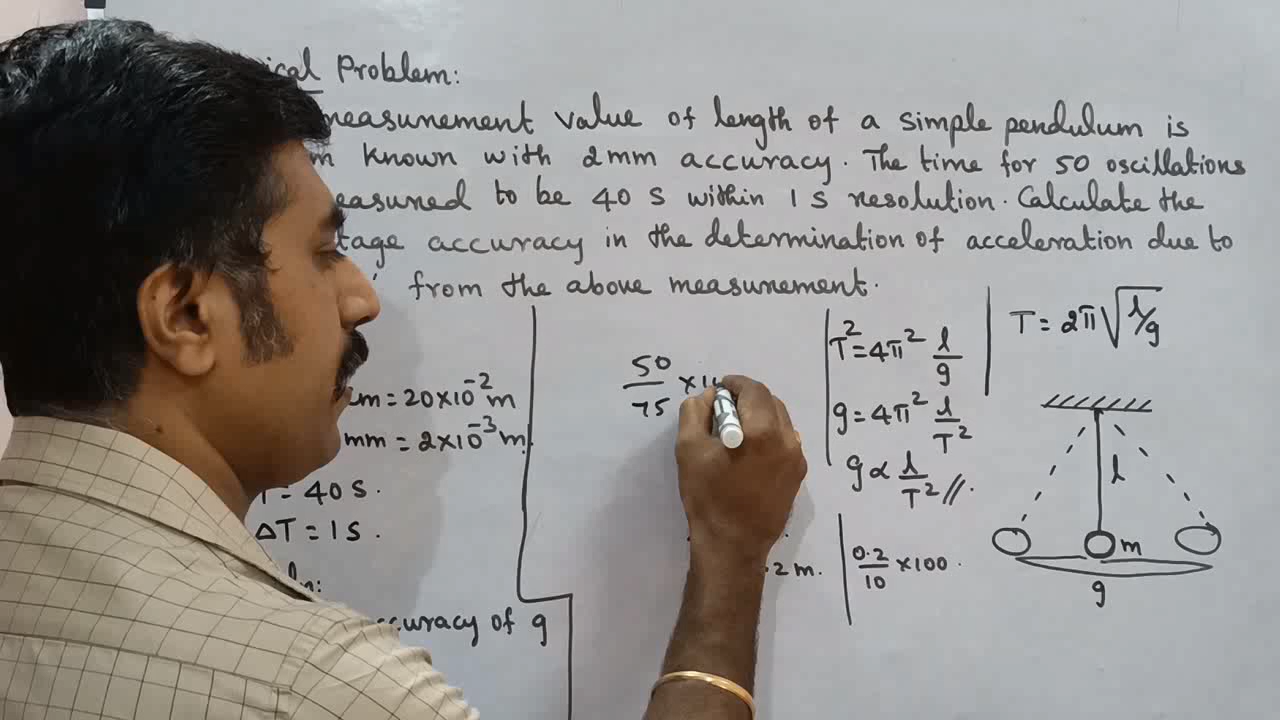 Problem:
measurement value of length of a simple pendulum is
known with 2mm accuracy. The time for 50 oscillations
to be 40 S within 1 S resolution. Calculate the
accuracy in the determination of acceleration due to
from the above measurement.
= 20×10⁻² m
mm = 2×10⁻³ m.
= 40 S.
ΔT = 1 S.
of g
50/75 ×
T² = 4π² l/g
g = 4π² l/T²
g ∝ l/T² //.
2 m.
0.2/10 ×100.
T = 2π√l/g
l
m
g